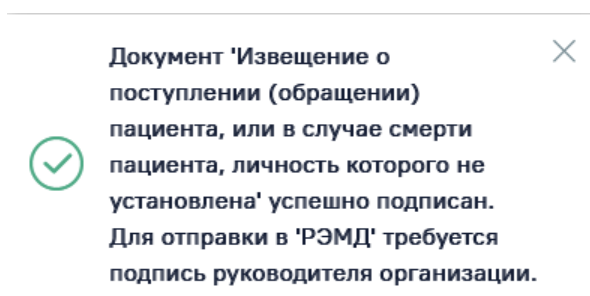 Документ 'Извещение о
поступлении (обращении)
пациента, или в случае смерти
пациента, личность которого не
установлена' успешно подписан.
Для отправки в 'РЭМД' требуется
подпись руководителя организации.